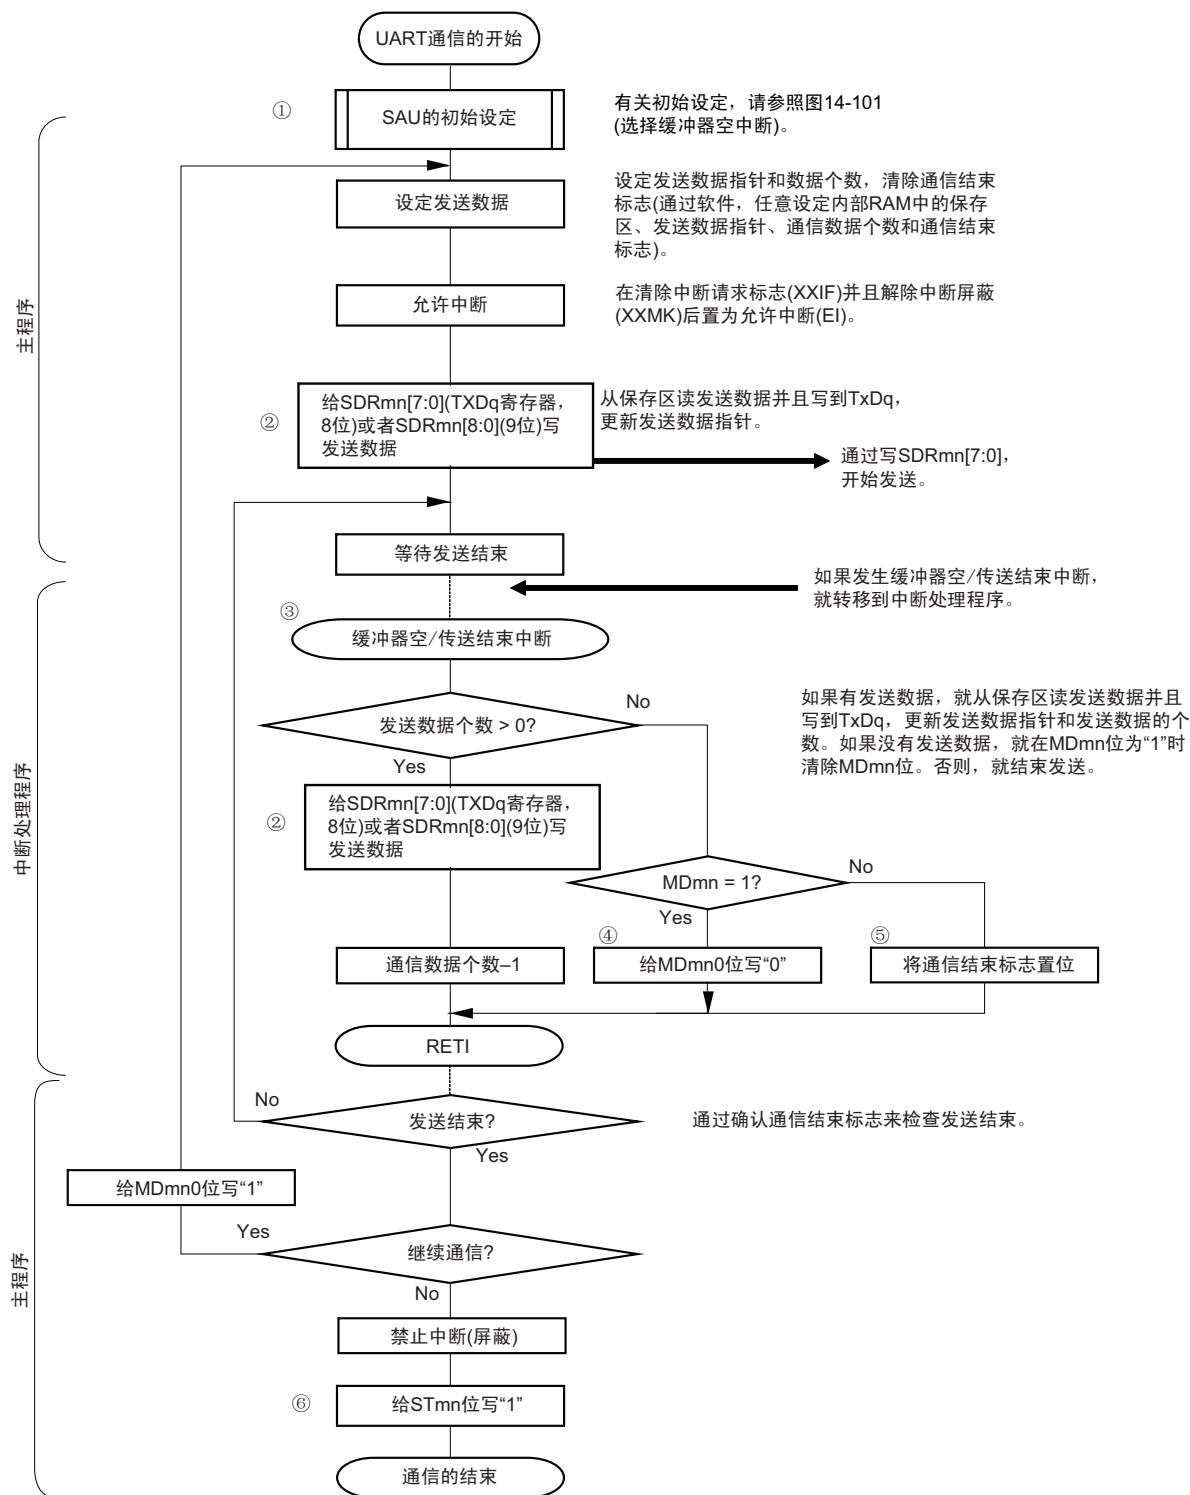 UART通信的开始
①
SAU的初始设定
有关初始设定，请参照图14-101
(选择缓冲器空中断)。
设定发送数据
设定发送数据指针和数据个数，清除通信结束
标志(通过软件，任意设定内部RAM中的保存
区、发送数据指针、通信数据个数和通信结束
标志)。
主程序
允许中断
在清除中断请求标志(XXIF)并且解除中断屏蔽
(XXMK)后置为允许中断(EI)。
②
给SDRmn[7:0](TXDq寄存器，
8位)或者SDRmn[8:0](9位)写
发送数据
从保存区读发送数据并且写到TxDq，
更新发送数据指针。
通过写SDRmn[7:0]，
开始发送。
等待发送结束
如果发生缓冲器空/传送结束中断，
就转移到中断处理程序。
③
缓冲器空/传送结束中断
中断处理程序
发送数据个数 > 0?
No
Yes
如果有发送数据，就从保存区读发送数据并且
写到TxDq，更新发送数据指针和发送数据的个
数。如果没有发送数据，就在MDmn位为“1”时
清除MDmn位。否则，就结束发送。
②
给SDRmn[7:0](TXDq寄存器，
8位)或者SDRmn[8:0](9位)写
发送数据
MDmn = 1?
No
Yes
通信数据个数–1
④
给MDmn0位写“0”
⑤
将通信结束标志置位
RETI
No
发送结束?
Yes
通过确认通信结束标志来检查发送结束。
给MDmn0位写“1”
主程序
Yes
继续通信?
No
禁止中断(屏蔽)
⑥
给STmn位写“1”
通信的结束